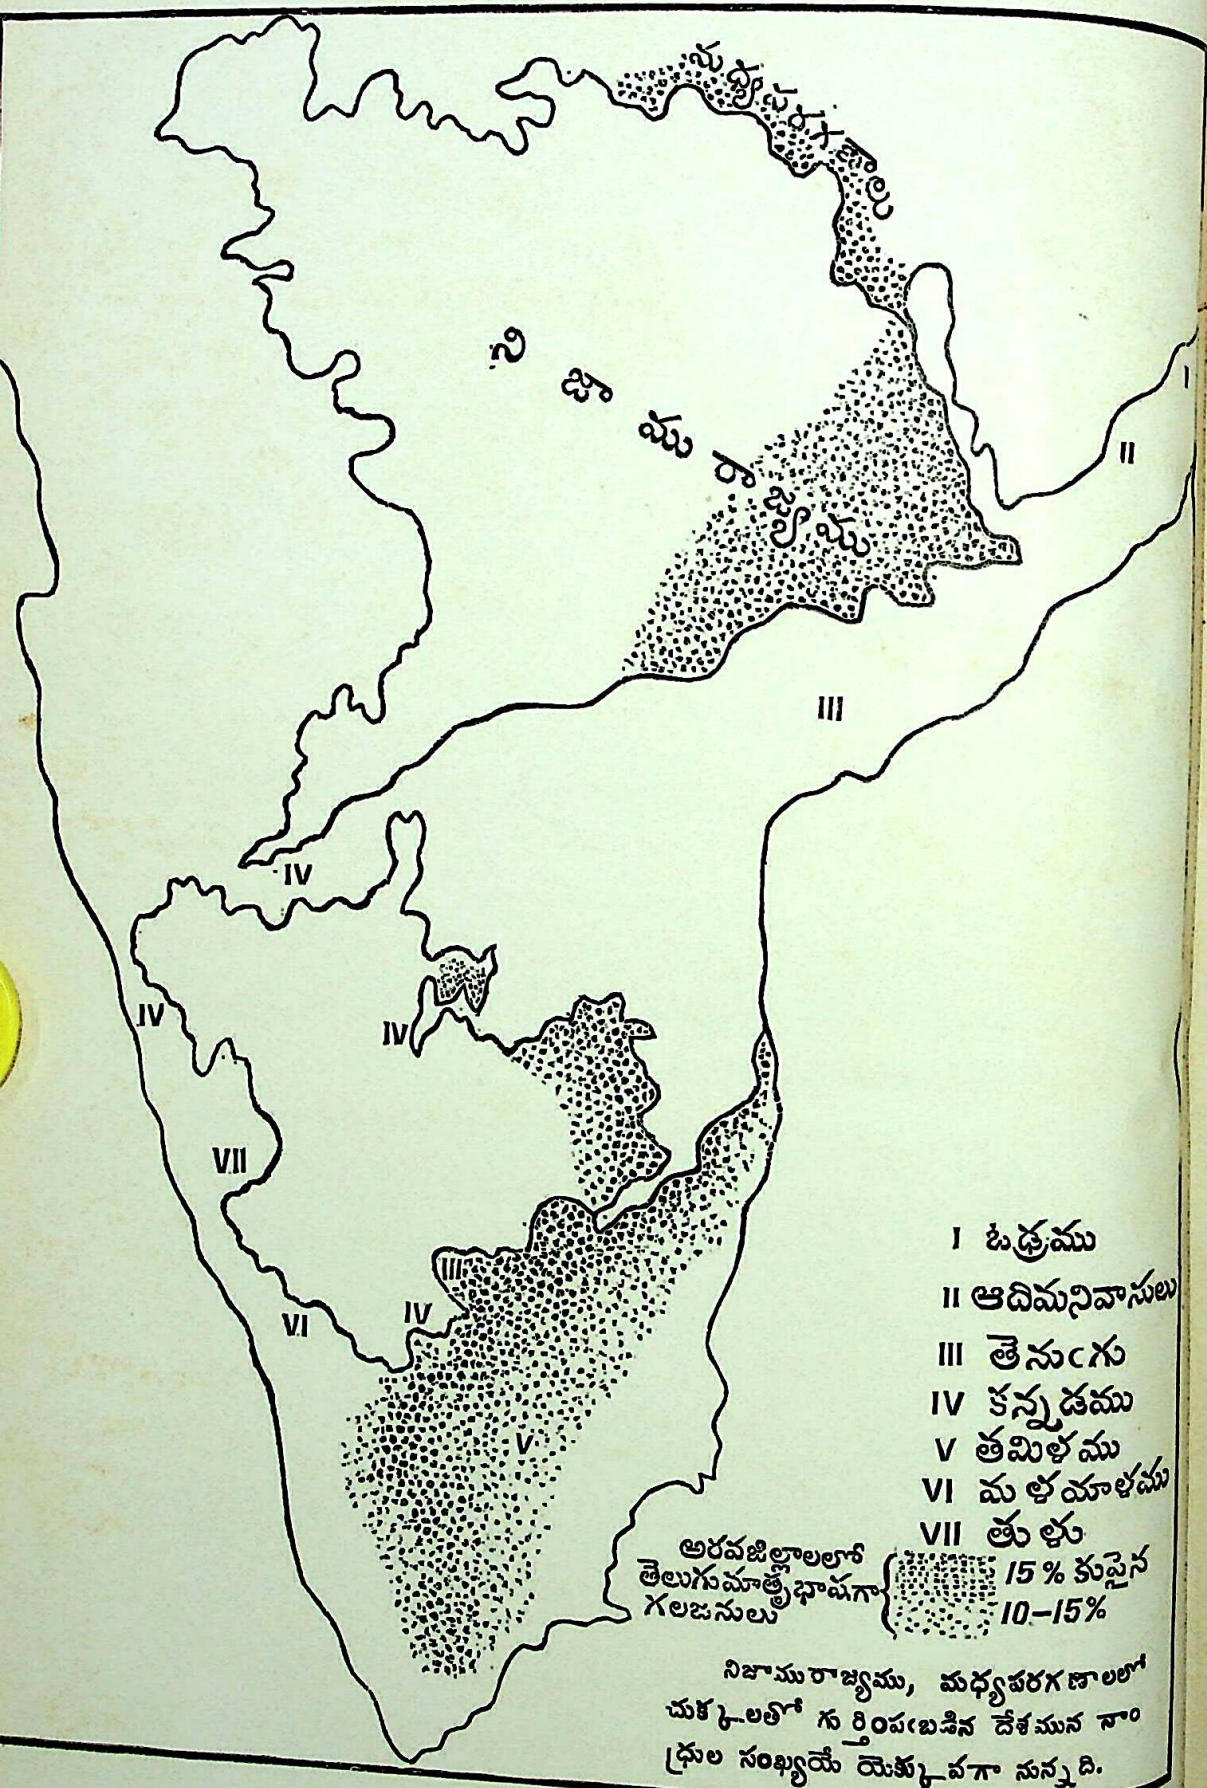 మధ్యపరగణాలు
నిజాము రాజ్యము
I
II
III
IV
IV
IV
VII
III
IV
VI
V
I ఓఢ్రము
II ఆదిమనివాసులు
III తెనుఁగు
IV కన్నడము
V తమిళము
VI మళయాళము
VII తుళు
అరవజిల్లాలలో
తెలుగుమాతృభాషగా
గలజనులు
15% కుపైన
10-15%
నిజామురాజ్యము, మధ్యపరగణాలలో
చుక్కలతో గుర్తింపఁబడిన దేశమున నాం
ధ్రుల సంఖ్యయే యెక్కువగా నున్నది.